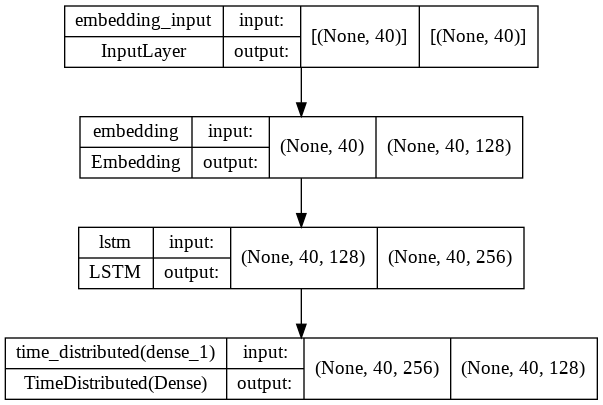 embedding_input input: [(None, 40)] [(None, 40)]
InputLayer output:
embedding input: (None, 40) (None, 40, 128)
Embedding output:
lstm input: (None, 40, 128) (None, 40, 256)
LSTM output:
time_distributed(dense_1) input: (None, 40, 256) (None, 40, 128)
TimeDistributed(Dense) output: